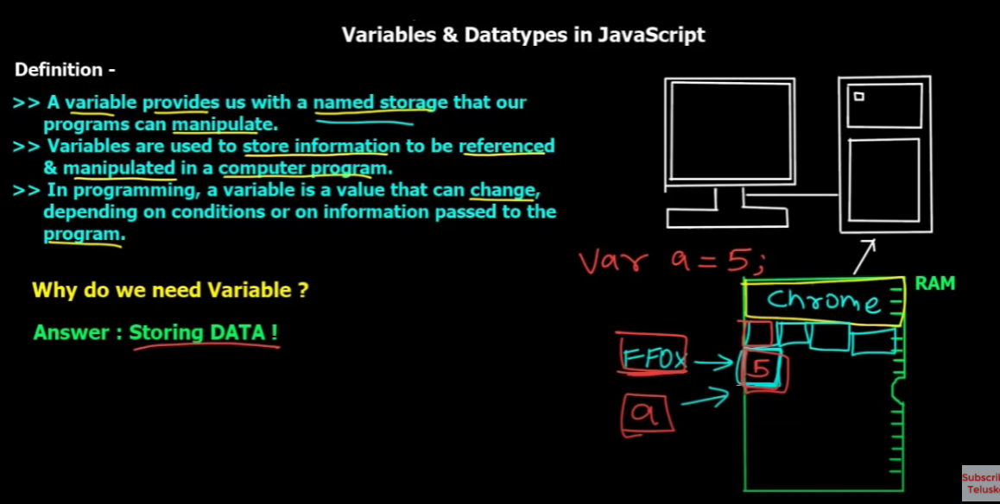 Variables & Datatypes in JavaScript
Definition -
>> A variable provides us with a named storage that our
programs can manipulate.
>> Variables are used to store information to be referenced
& manipulated in a computer program.
>> In programming, a variable is a value that can change,
depending on conditions or on information passed to the
program.
Why do we need Variable ?
Answer : Storing DATA !
Var a = 5;
RAM
Chrome
FFOX
5
a
Subscri
Telusk